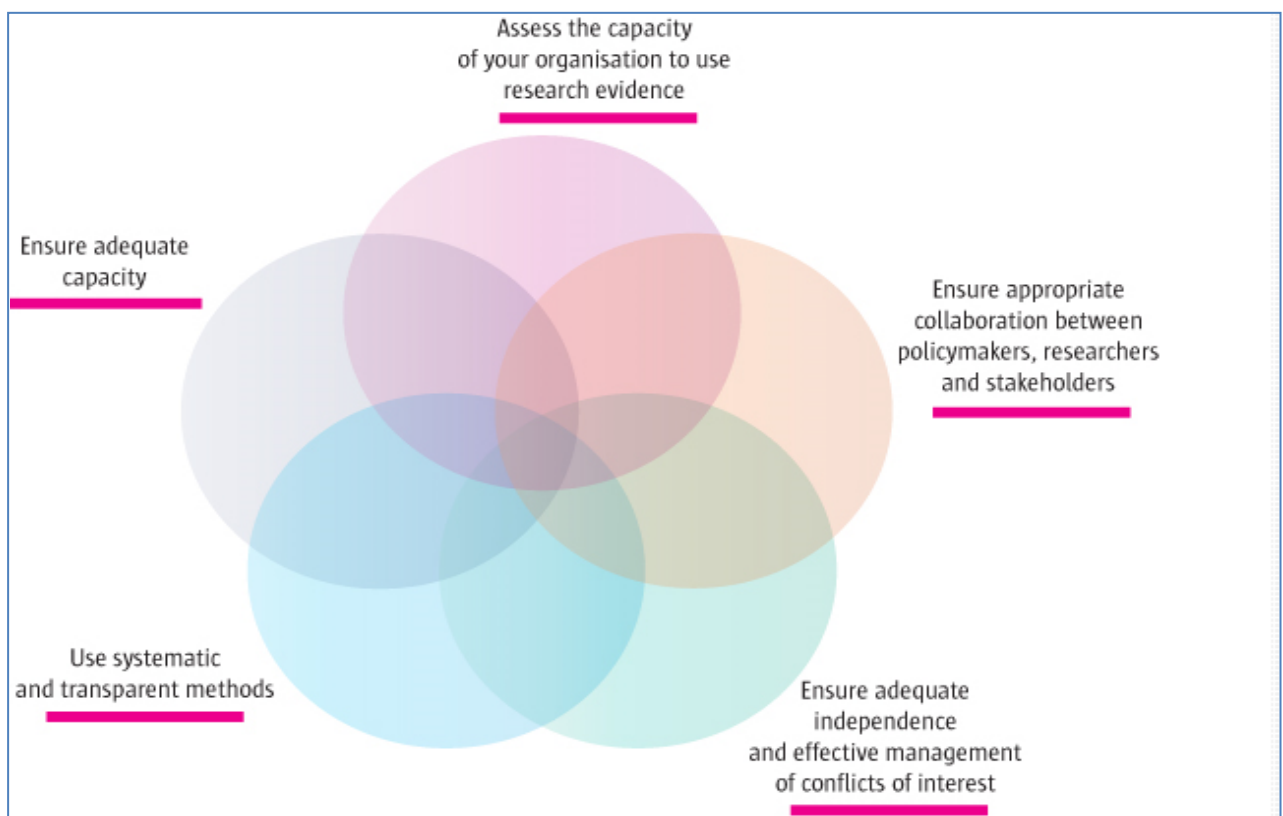 Assess the capacity
of your organisation to use
research evidence
Ensure adequate
capacity
Ensure appropriate
collaboration between
policymakers, researchers
and stakeholders
Use systematic
and transparent methods
Ensure adequate
independence
and effective management
of conflicts of interest